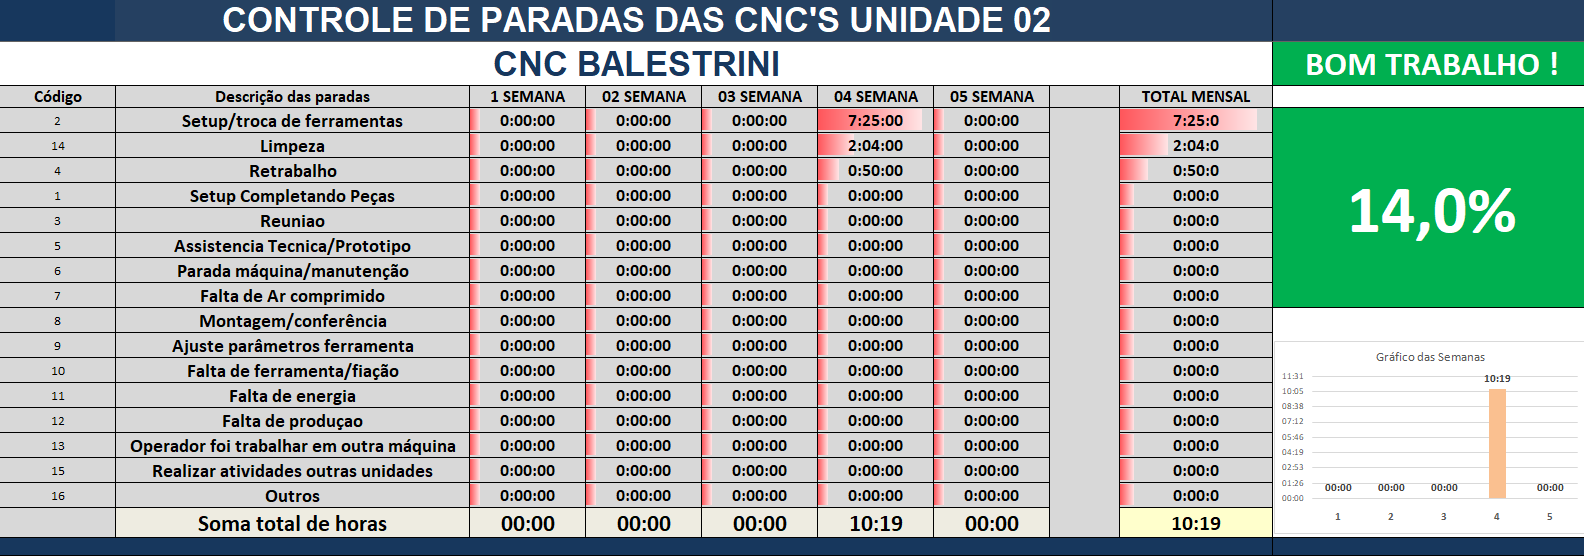 CONTROLE DE PARADAS DAS CNC'S UNIDADE 02
CNC BALESTRINI
BOM TRABALHO !
Código Descrição das paradas 1 SEMANA 02 SEMANA 03 SEMANA 04 SEMANA 05 SEMANA TOTAL MENSAL
2 Setup/troca de ferramentas 0:00:00 0:00:00 0:00:00 7:25:00 0:00:00 7:25:0
14 Limpeza 0:00:00 0:00:00 0:00:00 2:04:00 0:00:00 2:04:0
4 Retrabalho 0:00:00 0:00:00 0:00:00 0:50:00 0:00:00 0:50:0
1 Setup Completando Peças 0:00:00 0:00:00 0:00:00 0:00:00 0:00:00 0:00:0
3 Reuniao 0:00:00 0:00:00 0:00:00 0:00:00 0:00:00 0:00:0
5 Assistencia Tecnica/Prototipo 0:00:00 0:00:00 0:00:00 0:00:00 0:00:00 0:00:0
6 Parada máquina/manutenção 0:00:00 0:00:00 0:00:00 0:00:00 0:00:00 0:00:0
7 Falta de Ar comprimido 0:00:00 0:00:00 0:00:00 0:00:00 0:00:00 0:00:0
8 Montagem/conferência 0:00:00 0:00:00 0:00:00 0:00:00 0:00:00 0:00:0
9 Ajuste parâmetros ferramenta 0:00:00 0:00:00 0:00:00 0:00:00 0:00:00 0:00:0
10 Falta de ferramenta/fiação 0:00:00 0:00:00 0:00:00 0:00:00 0:00:00 0:00:0
11 Falta de energia 0:00:00 0:00:00 0:00:00 0:00:00 0:00:00 0:00:0
12 Falta de produçao 0:00:00 0:00:00 0:00:00 0:00:00 0:00:00 0:00:0
13 Operador foi trabalhar em outra máquina 0:00:00 0:00:00 0:00:00 0:00:00 0:00:00 0:00:0
15 Realizar atividades outras unidades 0:00:00 0:00:00 0:00:00 0:00:00 0:00:00 0:00:0
16 Outros 0:00:00 0:00:00 0:00:00 0:00:00 0:00:00 0:00:0
Soma total de horas 00:00 00:00 00:00 10:19 00:00 10:19
14,0%
Gráfico das Semanas
11:31
10:05
08:38
07:12
05:46
04:19
02:53
01:26
00:00
00:00 00:00 00:00 10:19 00:00
1 2 3 4 5